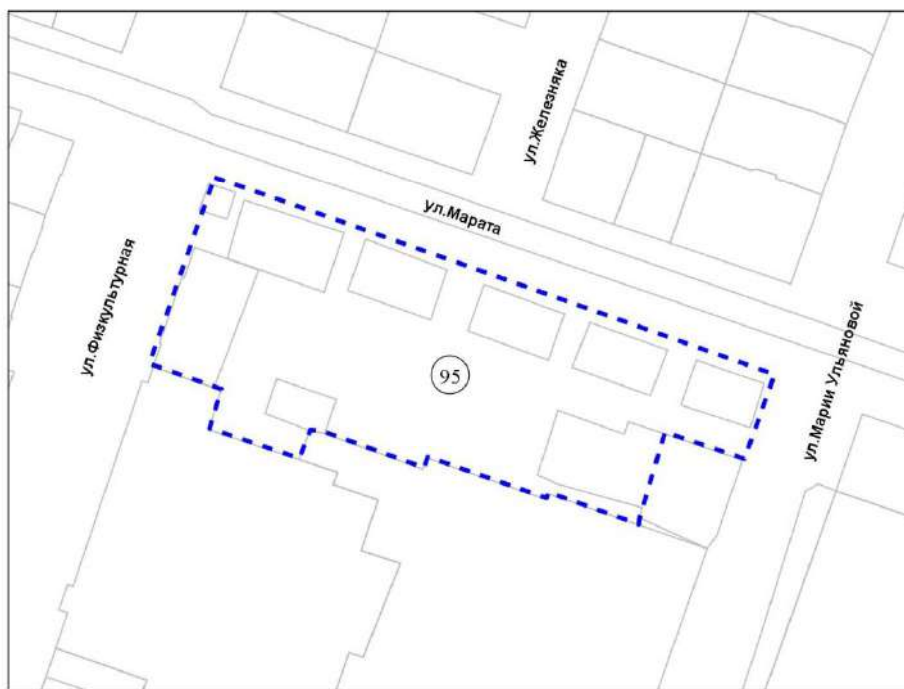 ул.Железняка
ул.Марата
ул.Физкультурная
95
ул.Марии Ульяновой